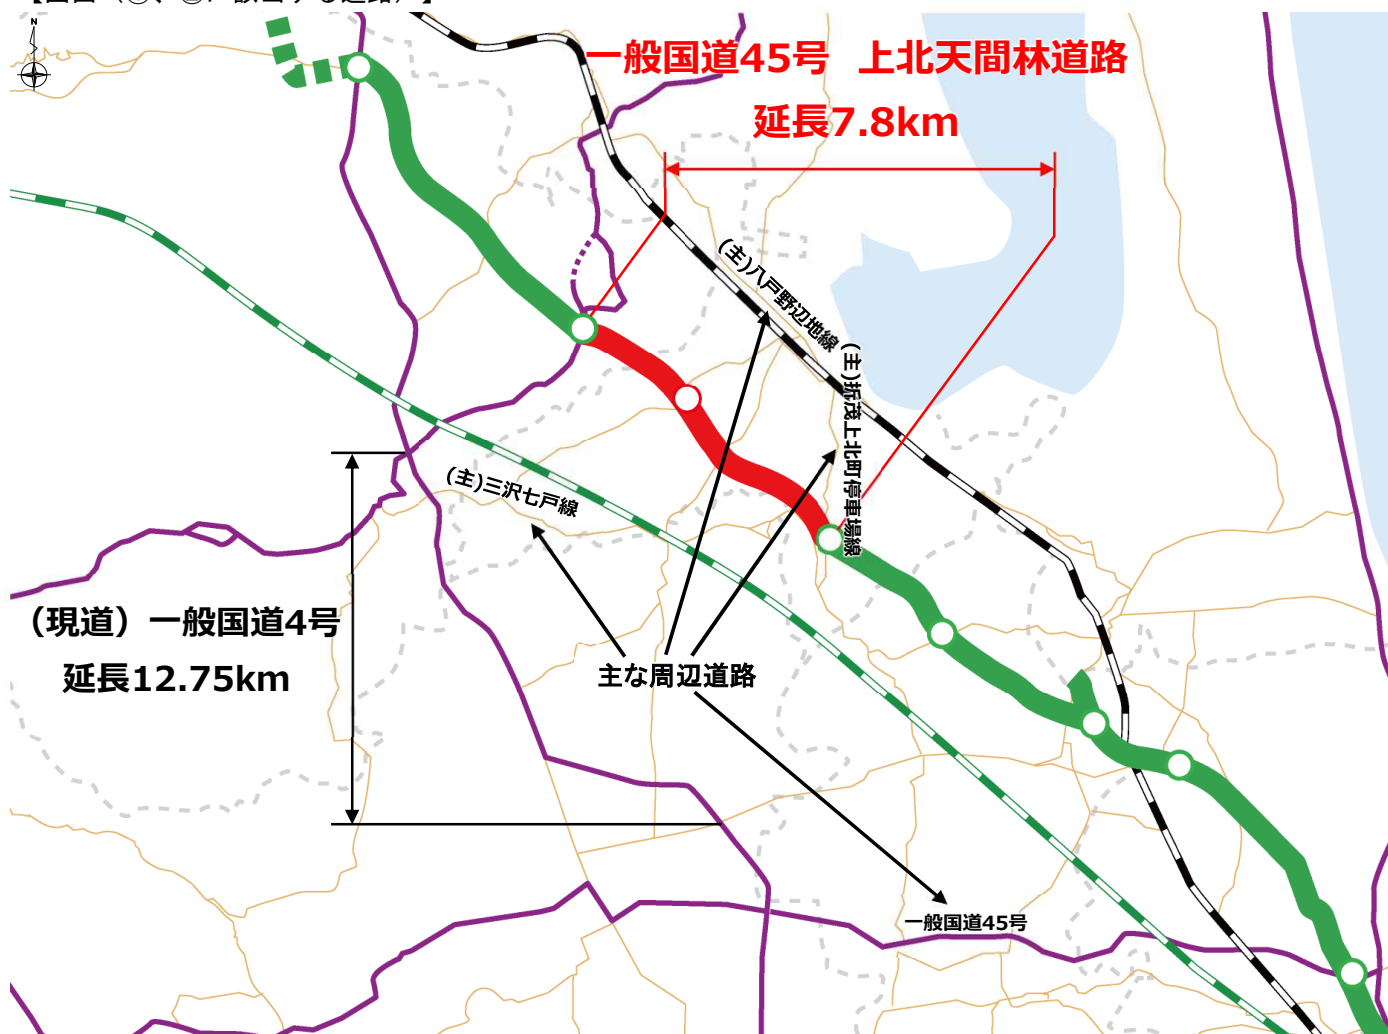 N
一般国道45号 上北天間林道路
延長7.8km
(主)八戸野辺地線
(主)折茂上北町停車場線
(主)三沢七戸線
（現道）一般国道4号
延長12.75km
主な周辺道路
一般国道45号